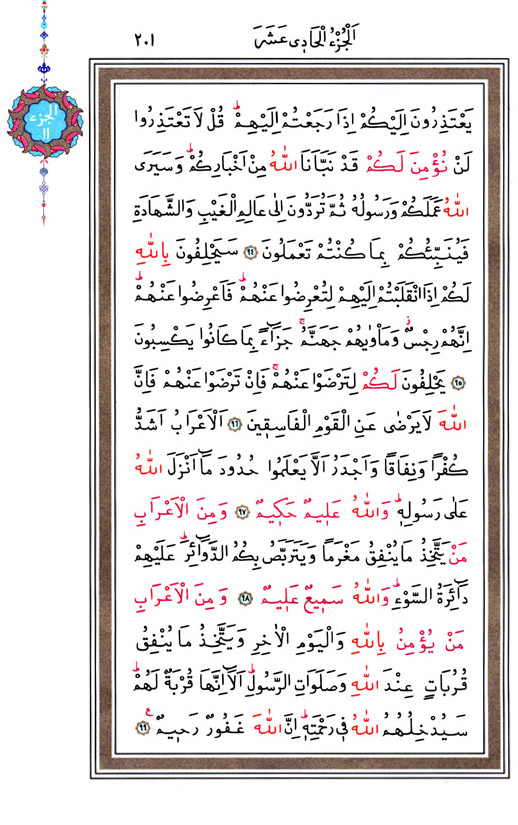 اَلْجُزْءُ الْحَادِي عَشَرَ
٢٠١
الجزء
١١
يَعْتَذِرُونَ اِلَيْكُمْ اِذَا رَجَعْتُمْ اِلَيْهِمْۜ قُلْ لَا تَعْتَذِرُوا
لَنْ نُؤْمِنَ لَكُمْ قَدْ نَبَّاَنَا اللّٰهُ مِنْ اَخْبَارِكُمْۜ وَسَيَرَى
اللّٰهُ عَمَلَكُمْ وَرَسُولُهُ ثُمَّ تُرَدُّونَ اِلٰى عَالِمِ الْغَيْبِ وَالشَّهَادَةِ
فَيُنَبِّئُكُمْ بِمَا كُنْتُمْ تَعْمَلُونَ ﴿٩٤﴾ سَيَحْلِفُونَ بِاللّٰهِ
لَكُمْ اِذَا انْقَلَبْتُمْ اِلَيْهِمْ لِتُعْرِضُوا عَنْهُمْۜ فَاَعْرِضُوا عَنْهُمْۜ
اِنَّهُمْ رِجْسٌۘ وَمَاْوٰيهُمْ جَهَنَّمُۚ جَزَٓاءً بِمَا كَانُوا يَكْسِبُونَ
﴿٩٥﴾ يَحْلِفُونَ لَكُمْ لِتَرْضَوْا عَنْهُمْۚ فَاِنْ تَرْضَوْا عَنْهُمْ فَاِنَّ
اللّٰهَ لَا يَرْضٰى عَنِ الْقَوْمِ الْفَاسِقِينَ ﴿٩٦﴾ اَلْاَعْرَابُ اَشَدُّ
كُفْرًا وَنِفَاقًا وَاَجْدَرُ اَلَّا يَعْلَمُوا حُدُودَ مَٓا اَنْزَلَ اللّٰهُ
عَلٰى رَسُولِهِۜ وَاللّٰهُ عَلِيمٌ حَكِيمٌ ﴿٩٧﴾ وَمِنَ الْاَعْرَابِ
مَنْ يَتَّخِذُ مَا يُنْفِقُ مَغْرَمًا وَيَتَرَبَّصُ بِكُمُ الدَّوَٓائِرَۜ عَلَيْهِمْ
دَٓائِرَةُ السَّوْءِۜ وَاللّٰهُ سَمِيعٌ عَلِيمٌ ﴿٩٨﴾ وَمِنَ الْاَعْرَابِ
مَنْ يُؤْمِنُ بِاللّٰهِ وَالْيَوْمِ الْاٰخِرِ وَيَتَّخِذُ مَا يُنْفِقُ
قُرُبَاتٍ عِنْدَ اللّٰهِ وَصَلَوَاتِ الرَّسُولِۜ اَلَٓا اِنَّهَا قُرْبَةٌ لَهُمْۜ
سَيُدْخِلُهُمُ اللّٰهُ فِي رَحْمَتِهِۜ اِنَّ اللّٰهَ غَفُورٌ رَحِيمٌ ﴿٩٩﴾